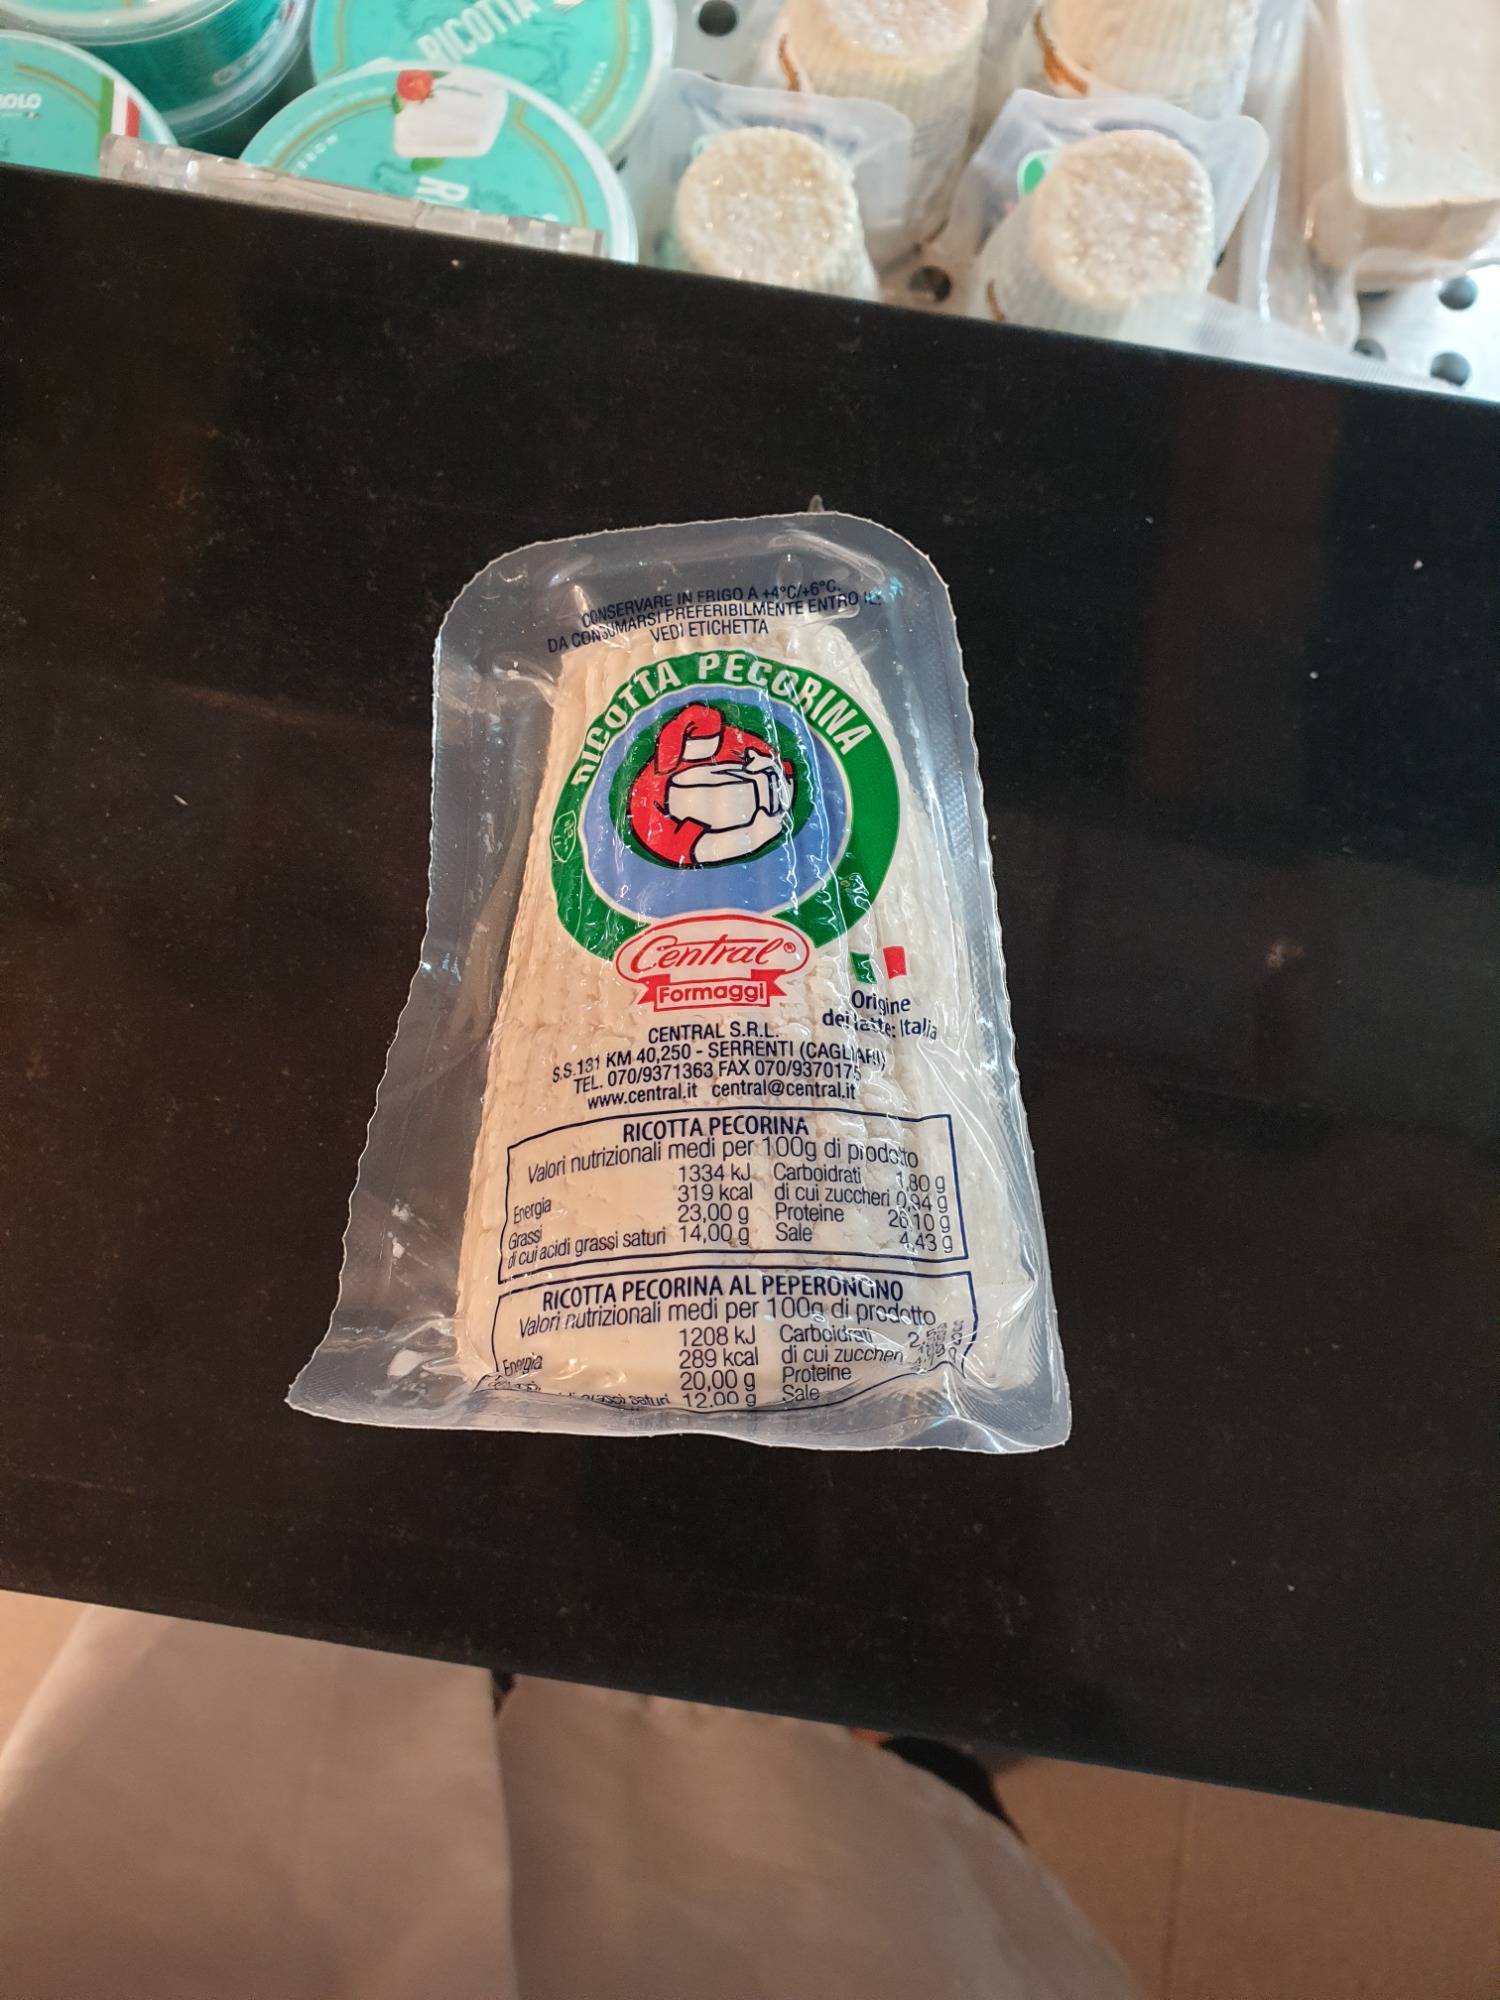 RICOTTA
CONSERVARE IN FRIGO A +4°C/+6°C.
DA CONSUMARSI PREFERIBILMENTE ENTRO IL:
VEDI ETICHETTA
RICOTTA PECORINA
Central®
Formaggi
Origine
del latte: Italia
CENTRAL S.R.L.
S.S.131 KM 40,250 - SERRENTI (CAGLIARI)
TEL. 070/9371363 FAX 070/9370175
www.central.it central@central.it
RICOTTA PECORINA
Valori nutrizionali medi per 100g di prodotto
Energia 1334 kJ Carboidrati 1,80 g
319 kcal di cui zuccheri 0,94 g
Grassi 23,00 g Proteine 26,10 g
di cui acidi grassi saturi 14,00 g Sale 4,43 g
RICOTTA PECORINA AL PEPERONCINO
Valori nutrizionali medi per 100g di prodotto
Energia 1208 kJ Carboidrati
289 kcal di cui zuccheri
20,00 g Proteine
grassi saturi 12,00 g Sale